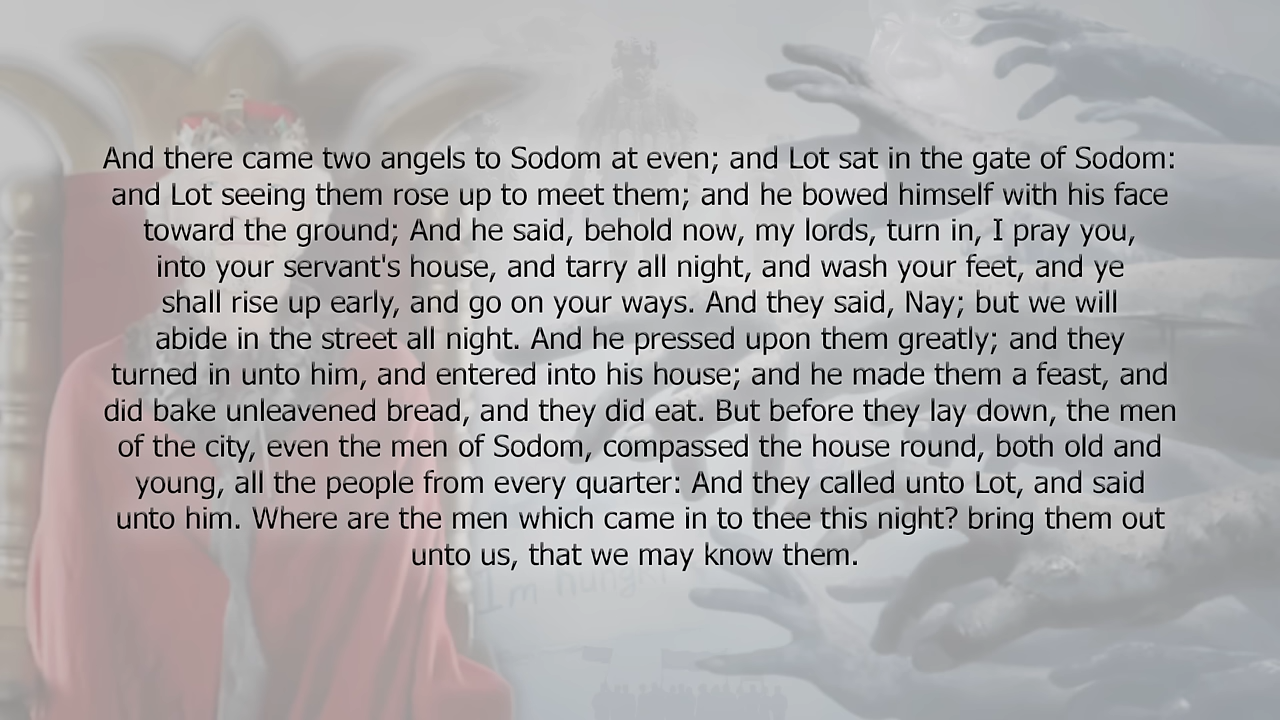 And there came two angels to Sodom at even; and Lot sat in the gate of Sodom:
and Lot seeing them rose up to meet them; and he bowed himself with his face
toward the ground; And he said, behold now, my lords, turn in, I pray you,
into your servant's house, and tarry all night, and wash your feet, and ye
shall rise up early, and go on your ways. And they said, Nay; but we will
abide in the street all night. And he pressed upon them greatly; and they
turned in unto him, and entered into his house; and he made them a feast, and
did bake unleavened bread, and they did eat. But before they lay down, the men
of the city, even the men of Sodom, compassed the house round, both old and
young, all the people from every quarter: And they called unto Lot, and said
unto him. Where are the men which came in to thee this night? bring them out
unto us, that we may know them.
I'm hungry